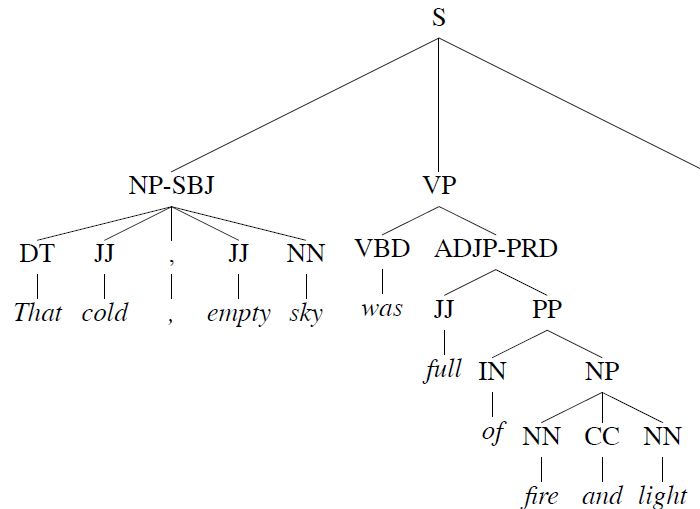 S
NP-SBJ VP
DT JJ , JJ NN VBD ADJP-PRD
That cold , empty sky was JJ PP
full IN NP
of NN CC NN
fire and light